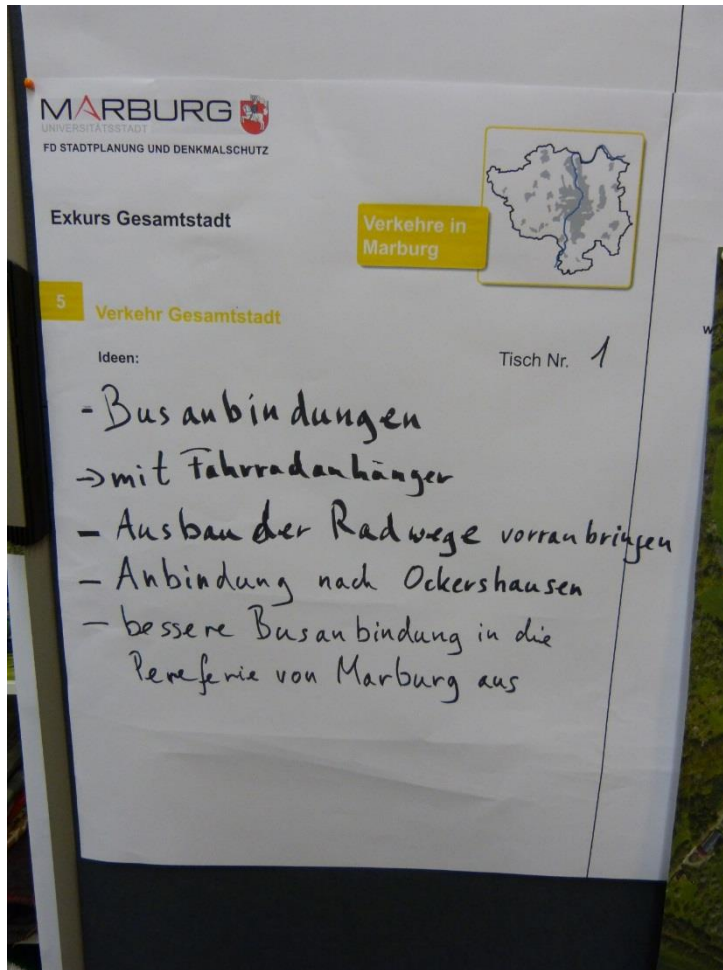 MARBURG
UNIVERSITÄTSSTADT
FD STADTPLANUNG UND DENKMALSCHUTZ
Exkurs Gesamtstadt
Verkehre in
Marburg
5
Verkehr Gesamtstadt
Ideen:
Tisch Nr. 1
- Busanbindungen
→ mit Fahrradanhänger
- Ausbau der Radwege vorranbringen
- Anbindung nach Ockershausen
- bessere Busanbindung in die
Pereferie von Marburg aus
W